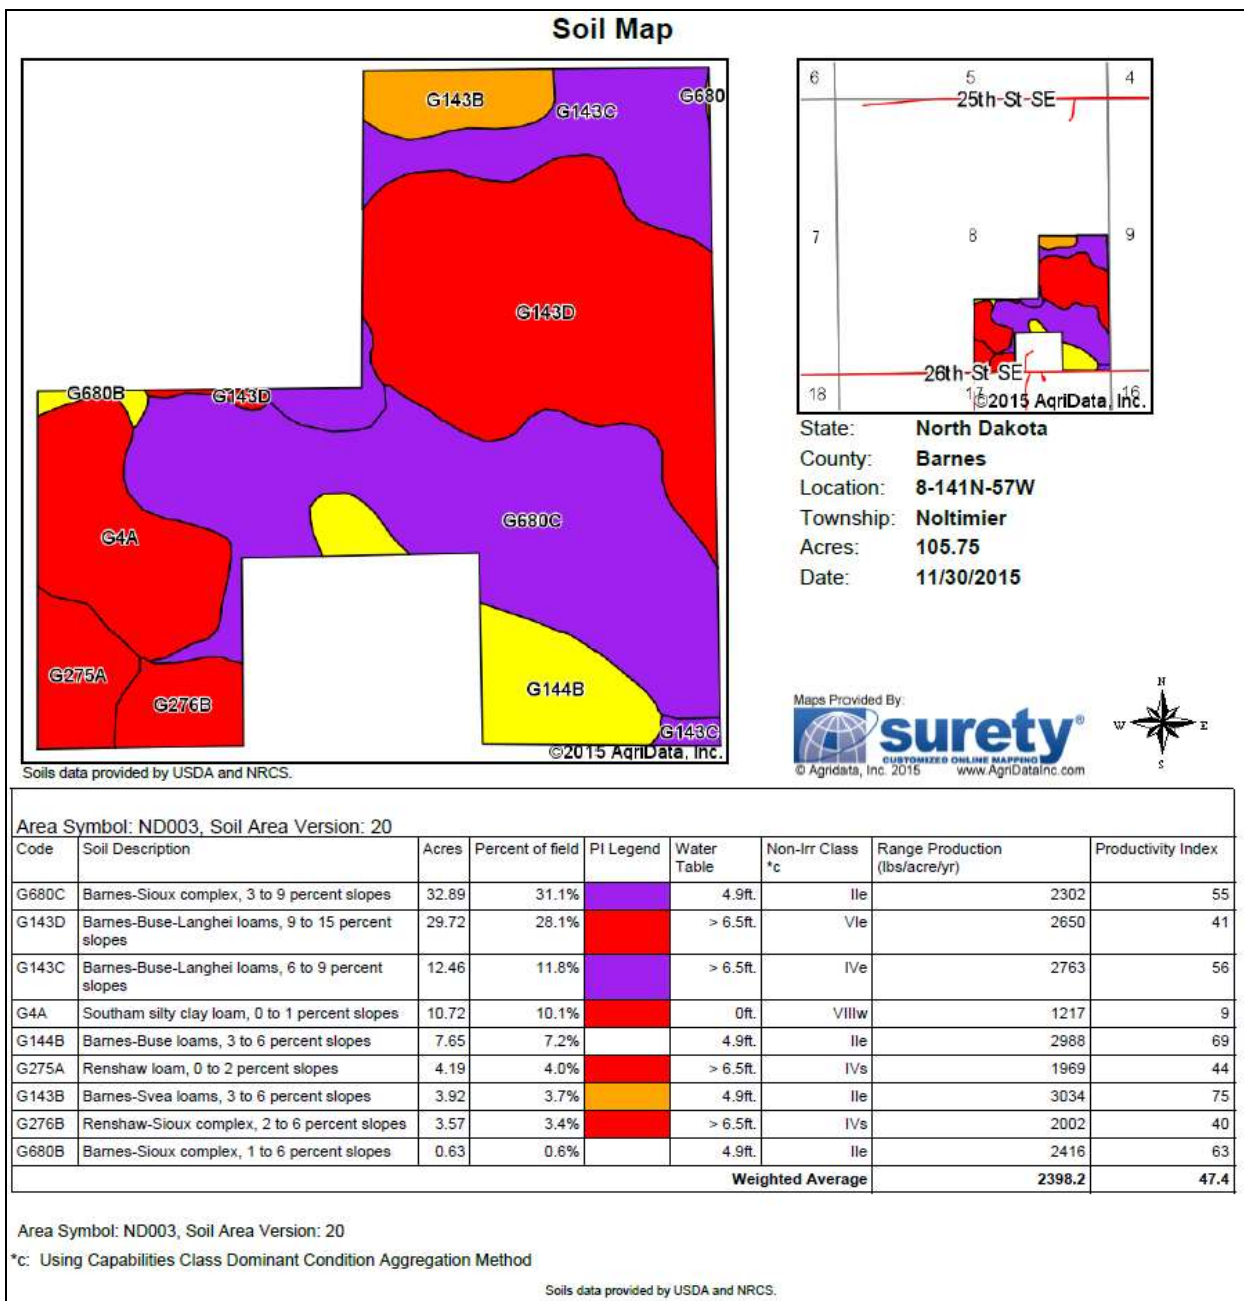 Soil Map
G143B
G143C
G680
G143D
G680B
G143D
G4A
G680C
G275A
G276B
G144B
G143C
©2015 AgriData, Inc.
Soils data provided by USDA and NRCS.
6
5
4
25th St SE
7
8
9
26th St SE
18
17
16
©2015 AgriData, Inc.
State: North Dakota
County: Barnes
Location: 8-141N-57W
Township: Noltimier
Acres: 105.75
Date: 11/30/2015
Maps Provided By:
surety®
CUSTOMIZED ONLINE MAPPING
© Agridata, Inc. 2015 www.AgriDataInc.com
N
W E
S
Area Symbol: ND003, Soil Area Version: 20
Code Soil Description Acres Percent of field PI Legend Water Table Non-Irr Class *c Range Production (lbs/acre/yr) Productivity Index
G680C Barnes-Sioux complex, 3 to 9 percent slopes 32.89 31.1% 4.9ft. IIe 2302 55
G143D Barnes-Buse-Langhei loams, 9 to 15 percent slopes 29.72 28.1% > 6.5ft. VIe 2650 41
G143C Barnes-Buse-Langhei loams, 6 to 9 percent slopes 12.46 11.8% > 6.5ft. IVe 2763 56
G4A Southam silty clay loam, 0 to 1 percent slopes 10.72 10.1% 0ft. VIIIw 1217 9
G144B Barnes-Buse loams, 3 to 6 percent slopes 7.65 7.2% 4.9ft. IIe 2988 69
G275A Renshaw loam, 0 to 2 percent slopes 4.19 4.0% > 6.5ft. IVs 1969 44
G143B Barnes-Svea loams, 3 to 6 percent slopes 3.92 3.7% 4.9ft. IIe 3034 75
G276B Renshaw-Sioux complex, 2 to 6 percent slopes 3.57 3.4% > 6.5ft. IVs 2002 40
G680B Barnes-Sioux complex, 1 to 6 percent slopes 0.63 0.6% 4.9ft. IIe 2416 63
Weighted Average 2398.2 47.4
Area Symbol: ND003, Soil Area Version: 20
*c: Using Capabilities Class Dominant Condition Aggregation Method
Soils data provided by USDA and NRCS.